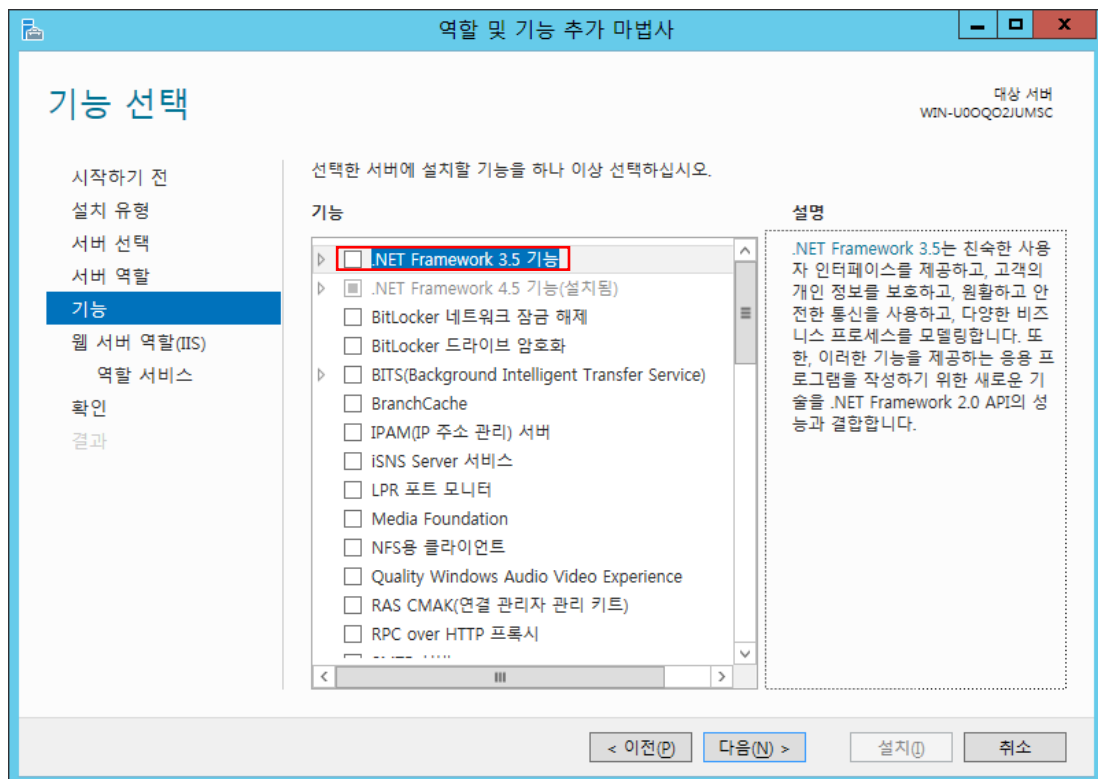 역할 및 기능 추가 마법사
기능 선택
대상 서버
WIN-U0OQO2JUMSC
시작하기 전
설치 유형
서버 선택
서버 역할
기능
웹 서버 역할(IIS)
역할 서비스
확인
결과
선택한 서버에 설치할 기능을 하나 이상 선택하십시오.
기능
.NET Framework 3.5 기능
.NET Framework 4.5 기능(설치됨)
BitLocker 네트워크 잠금 해제
BitLocker 드라이브 암호화
BITS(Background Intelligent Transfer Service)
BranchCache
IPAM(IP 주소 관리) 서버
iSNS Server 서비스
LPR 포트 모니터
Media Foundation
NFS용 클라이언트
Quality Windows Audio Video Experience
RAS CMAK(연결 관리자 관리 키트)
RPC over HTTP 프록시
설명
.NET Framework 3.5는 친숙한 사용
자 인터페이스를 제공하고, 고객의
개인 정보를 보호하고, 원활하고 안
전한 통신을 사용하고, 다양한 비즈
니스 프로세스를 모델링합니다. 또
한, 이러한 기능을 제공하는 응용 프
로그램을 작성하기 위한 새로운 기
술을 .NET Framework 2.0 API의 성
능과 결합합니다.
< 이전(P)
다음(N) >
설치(I)
취소